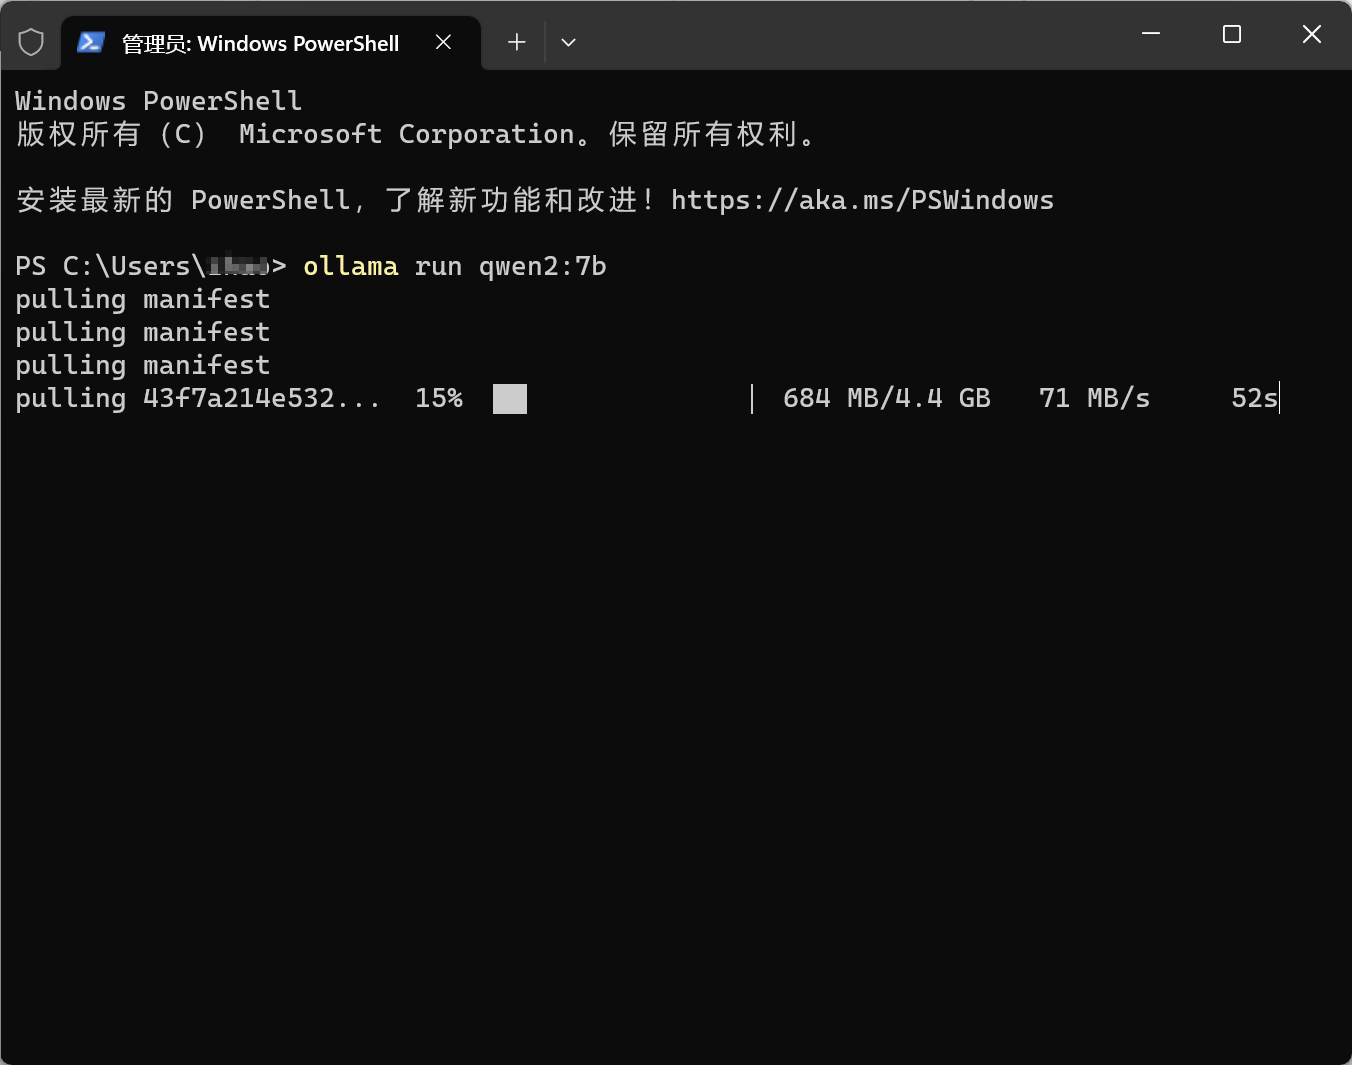 管理员: Windows PowerShell
Windows PowerShell
版权所有（C） Microsoft Corporation。保留所有权利。
安装最新的 PowerShell，了解新功能和改进！https://aka.ms/PSWindows
PS C:\Users\> ollama run qwen2:7b
pulling manifest
pulling manifest
pulling manifest
pulling 43f7a214e532... 15% 684 MB/4.4 GB 71 MB/s 52s